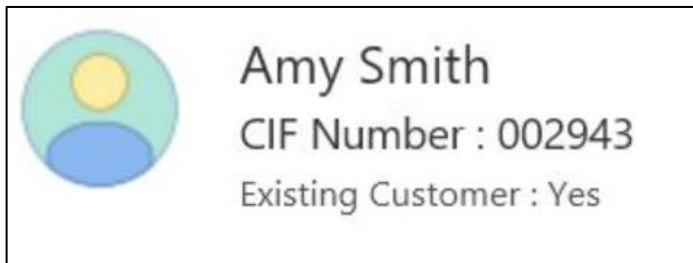 Amy Smith
CIF Number : 002943
Existing Customer : Yes